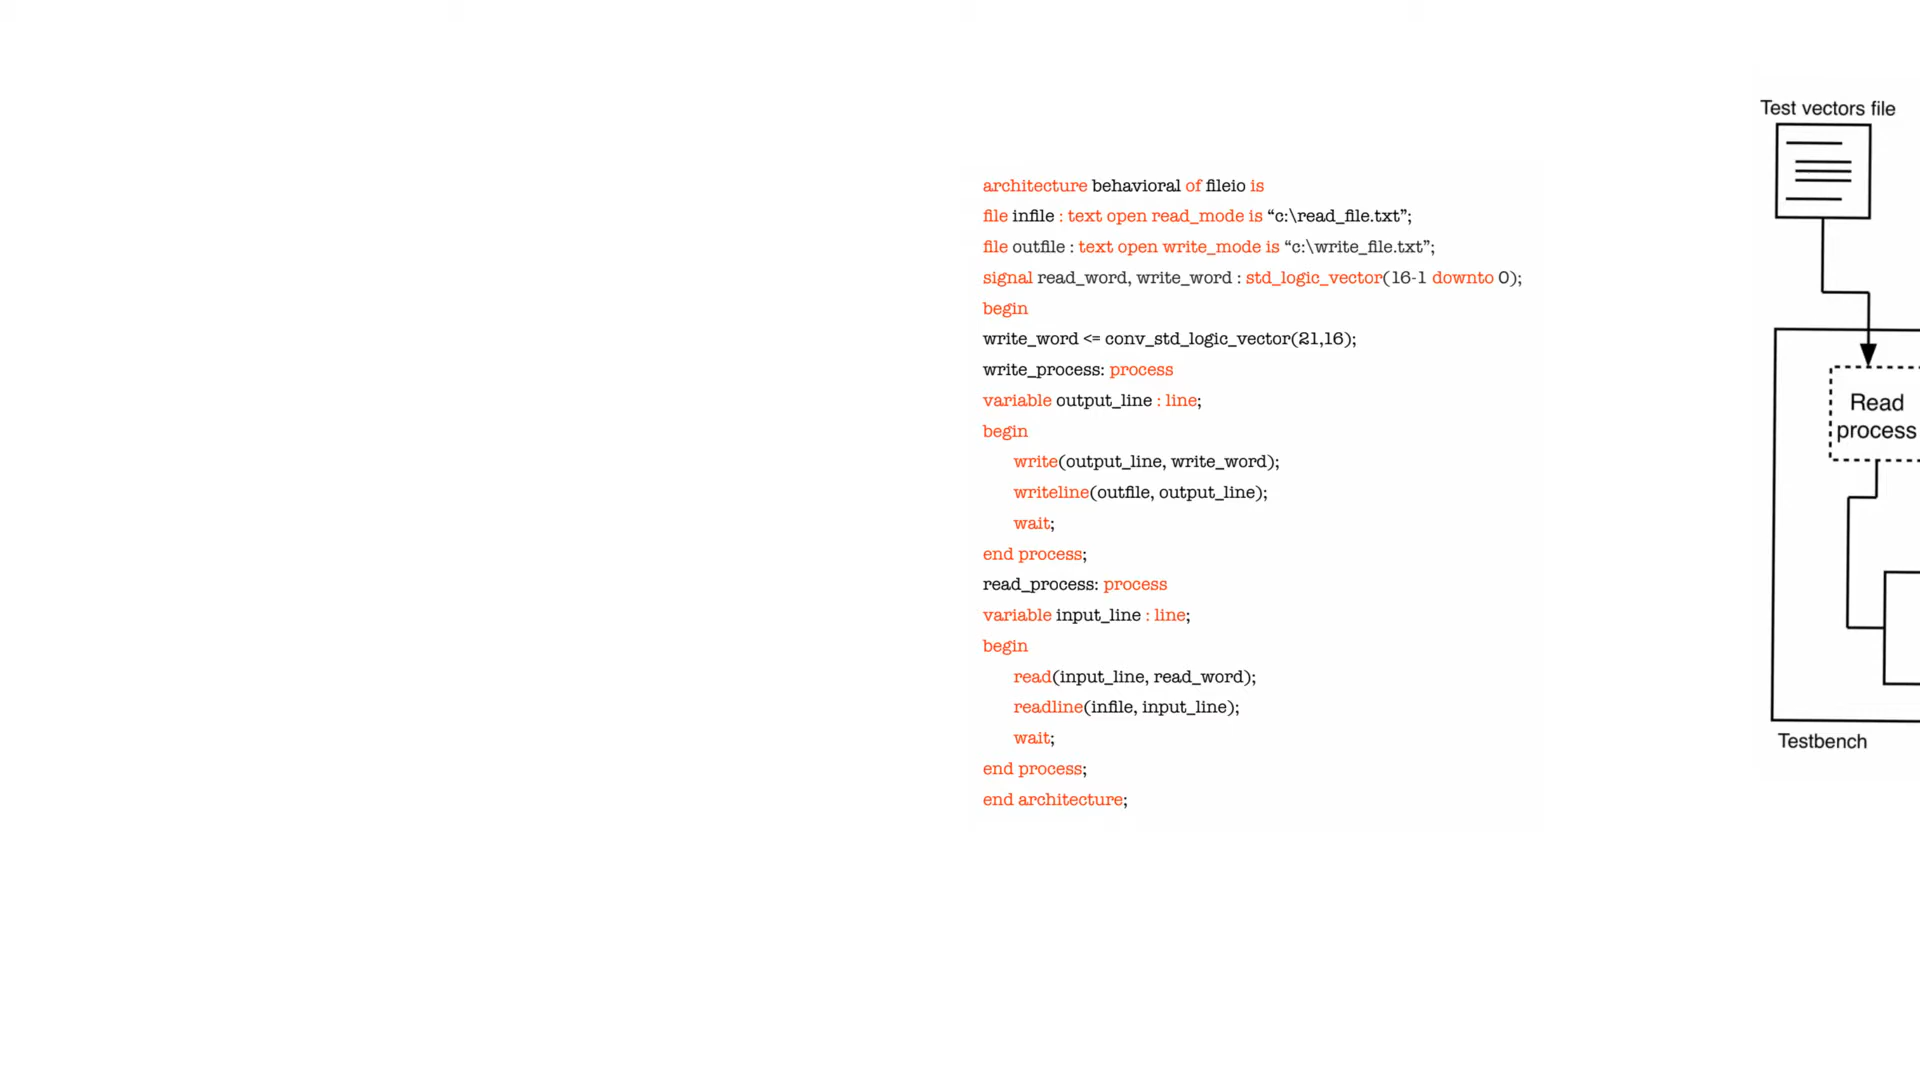 architecture behavioral of fileio is
file infile : text open read_mode is “c:\read_file.txt”;
file outfile : text open write_mode is “c:\write_file.txt”;
signal read_word, write_word : std_logic_vector(16-1 downto 0);
begin
write_word <= conv_std_logic_vector(21,16);
write_process: process
variable output_line : line;
begin
write(output_line, write_word);
writeline(outfile, output_line);
wait;
end process;
read_process: process
variable input_line : line;
begin
read(input_line, read_word);
readline(infile, input_line);
wait;
end process;
end architecture;
Test vectors file
Read
process
Testbench